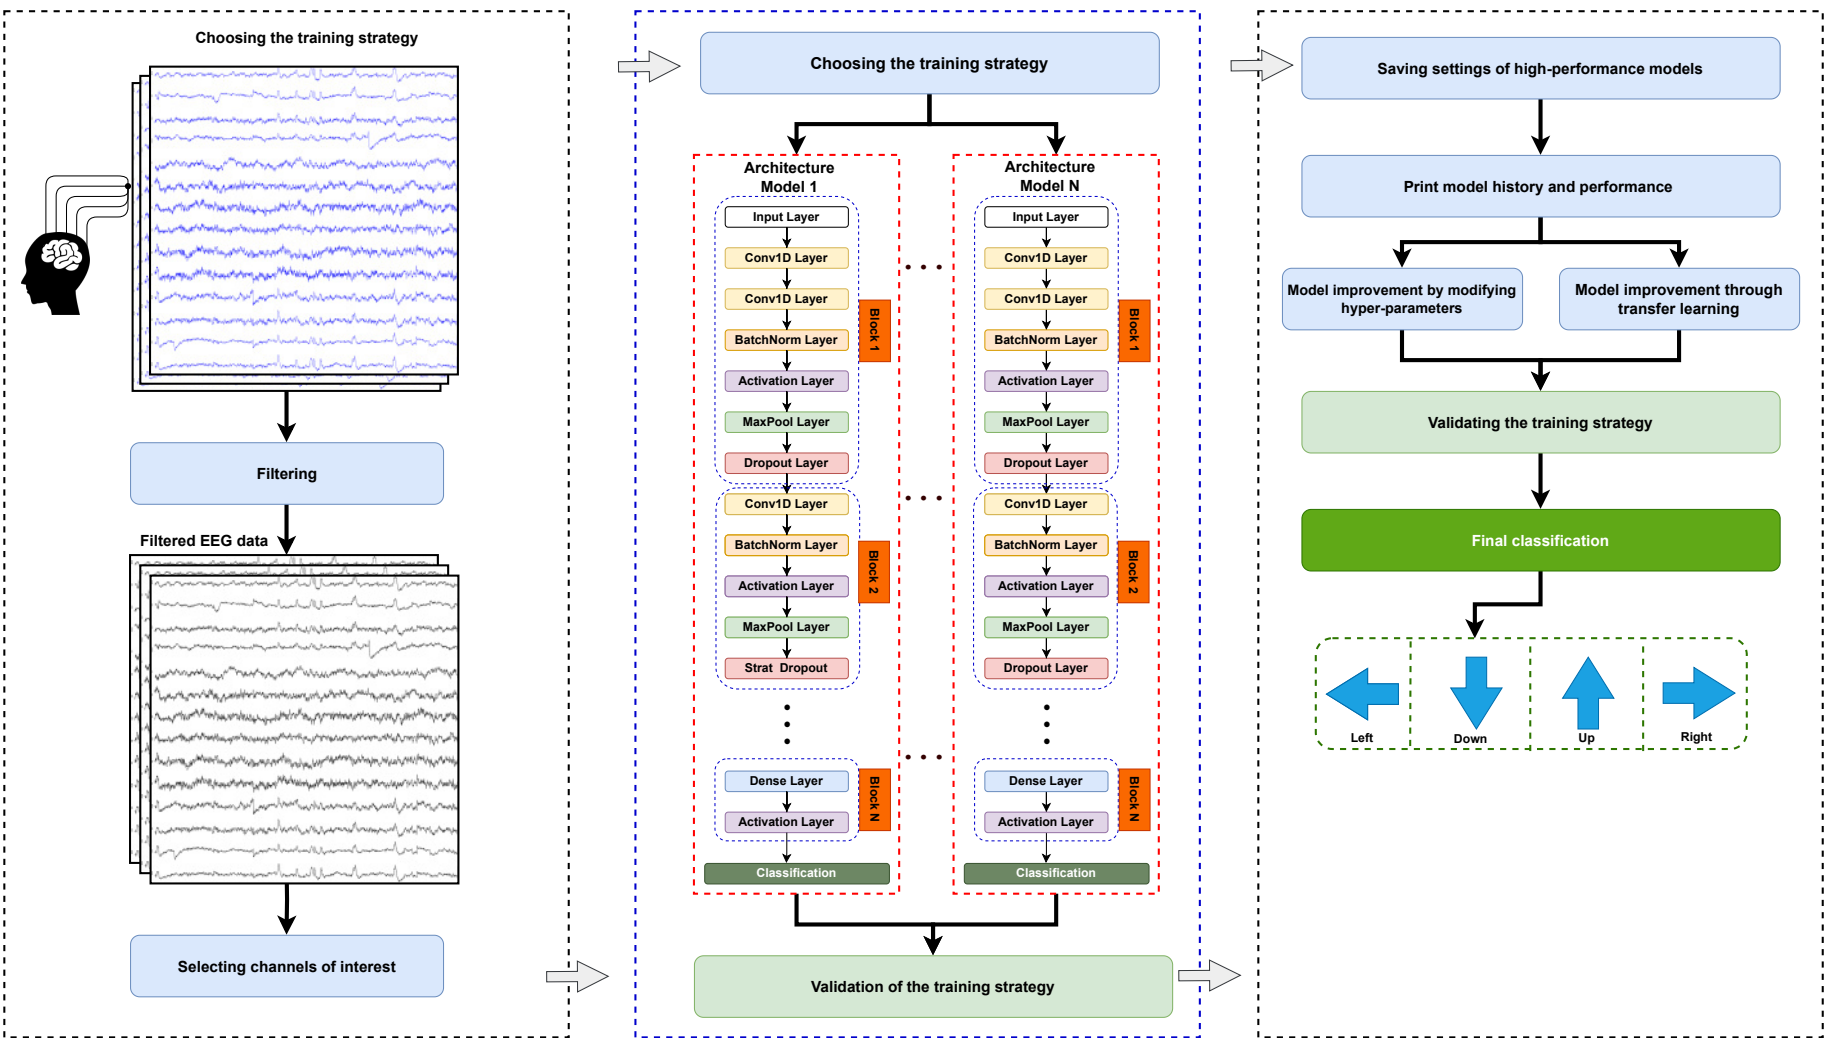 Choosing the training strategy
Filtering
Filtered EEG data
Selecting channels of interest
Choosing the training strategy
Architecture
Model 1
Input Layer
Conv1D Layer
Conv1D Layer
BatchNorm Layer
Activation Layer
MaxPool Layer
Dropout Layer
Block 1
Conv1D Layer
BatchNorm Layer
Activation Layer
MaxPool Layer
Strat Dropout
Block 2
Dense Layer
Activation Layer
Block N
Classification
Architecture
Model N
Input Layer
Conv1D Layer
Conv1D Layer
BatchNorm Layer
Activation Layer
MaxPool Layer
Dropout Layer
Block 1
Conv1D Layer
BatchNorm Layer
Activation Layer
MaxPool Layer
Dropout Layer
Block 2
Dense Layer
Activation Layer
Block N
Classification
Validation of the training strategy
Saving settings of high-performance models
Print model history and performance
Model improvement by modifying
hyper-parameters
Model improvement through
transfer learning
Validating the training strategy
Final classification
Left
Down
Up
Right